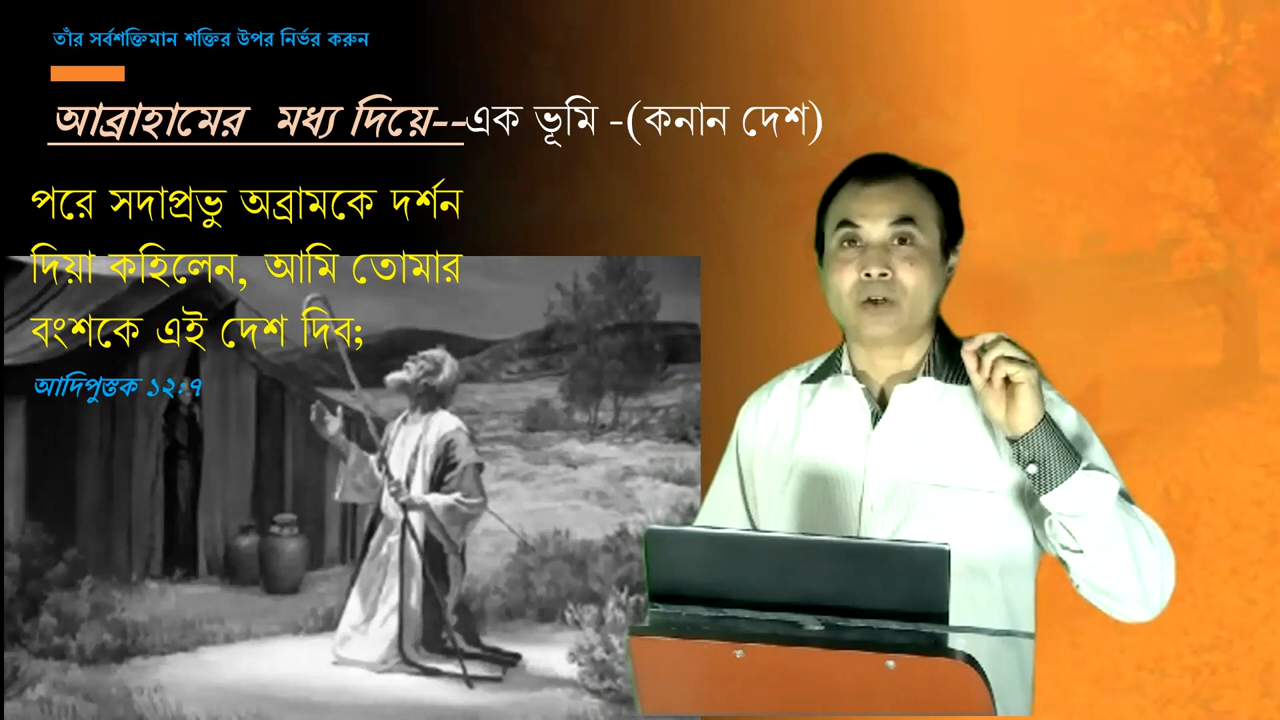 তাঁর সর্বশক্তিমান শক্তির উপর নির্ভর করুন
আব্রাহামের মধ্য দিয়ে--এক ভূমি -(কনান দেশ)
পরে সদাপ্রভু অব্রামকে দর্শন
দিয়া কহিলেন, আমি তোমার
বংশকে এই দেশ দিব;
আদিপুস্তক ১২:৭